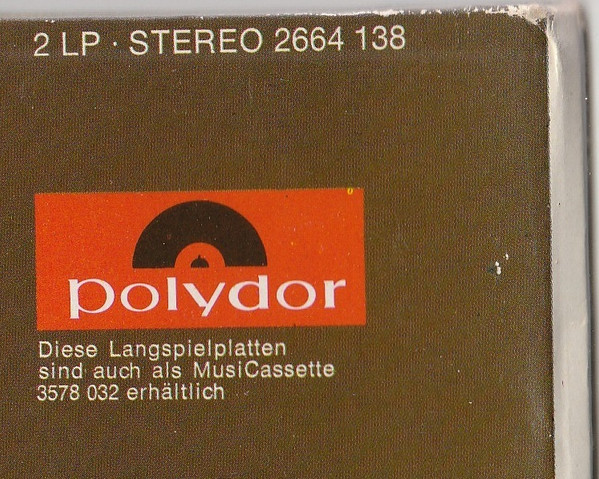 2 LP · STEREO 2664 138
polydor
Diese Langspielplatten
sind auch als MusiCassette
3578 032 erhältlich